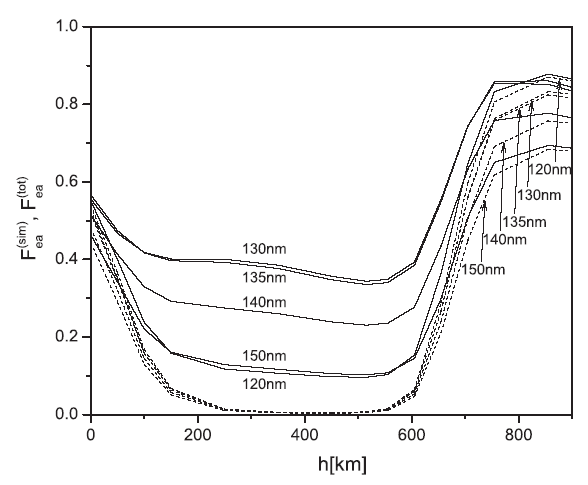 1.0
0.8
0.6
0.4
0.2
0.0
F_ea^(sim), F_ea^(tot)
130nm
135nm
140nm
150nm
120nm
120nm
130nm
135nm
140nm
150nm
0 200 400 600 800
h[km]